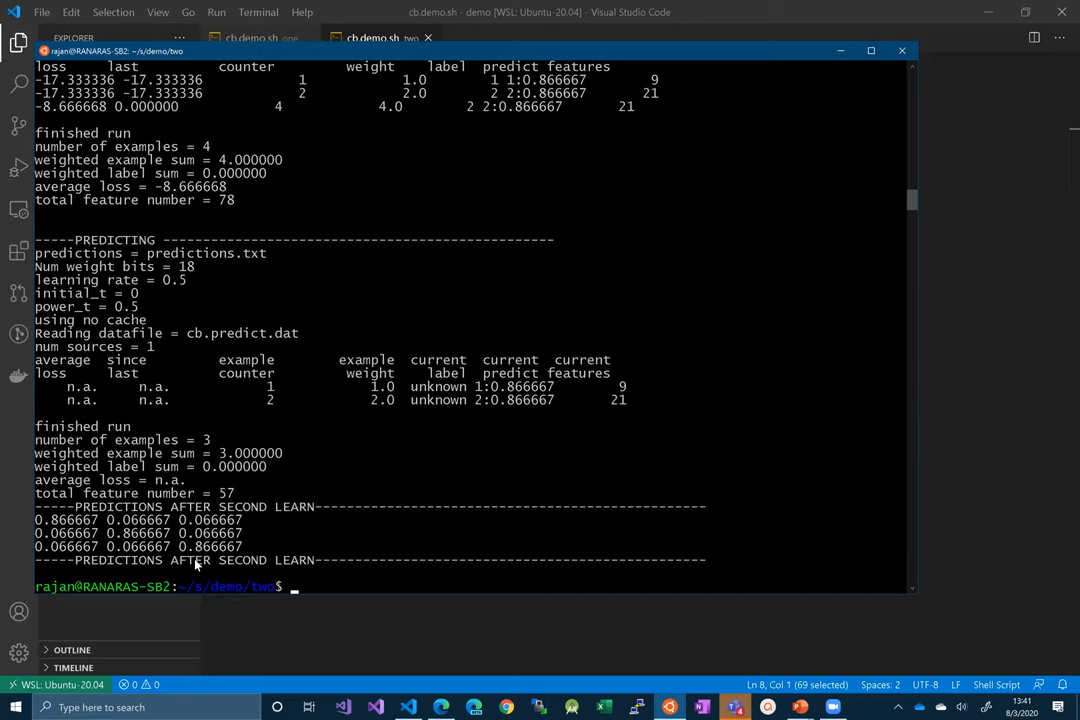 File Edit Selection View Go Run Terminal Help cb.demo.sh - demo [WSL: Ubuntu-20.04] - Visual Studio Code
EXPLORER ··· cb.demo.sh one cb.demo.sh two
rajan@RANARAS-SB2: ~/s/demo/two
loss last counter weight label predict features
-17.333336 -17.333336 1 1.0 1 1:0.866667 9
-17.333336 -17.333336 2 2.0 2 2:0.866667 21
-8.666668 0.000000 4 4.0 2 2:0.866667 21
finished run
number of examples = 4
weighted example sum = 4.000000
weighted label sum = 0.000000
average loss = -8.666668
total feature number = 78
-----PREDICTING -------------------------------------------------
predictions = predictions.txt
Num weight bits = 18
learning rate = 0.5
initial_t = 0
power_t = 0.5
using no cache
Reading datafile = cb.predict.dat
num sources = 1
average since example example current current current
loss last counter weight label predict features
n.a. n.a. 1 1.0 unknown 1:0.866667 9
n.a. n.a. 2 2.0 unknown 2:0.866667 21
finished run
number of examples = 3
weighted example sum = 3.000000
weighted label sum = 0.000000
average loss = n.a.
total feature number = 57
-----PREDICTIONS AFTER SECOND LEARN-------------------------------------------------
0.866667 0.066667 0.066667
0.066667 0.866667 0.066667
0.066667 0.066667 0.866667
-----PREDICTIONS AFTER SECOND LEARN-------------------------------------------------
rajan@RANARAS-SB2:~/s/demo/two$
OUTLINE
TIMELINE
WSL: Ubuntu-20.04 0 0 Ln 8, Col 1 (69 selected) Spaces: 2 UTF-8 LF Shell Script
Type here to search
4
13:41
8/3/2020